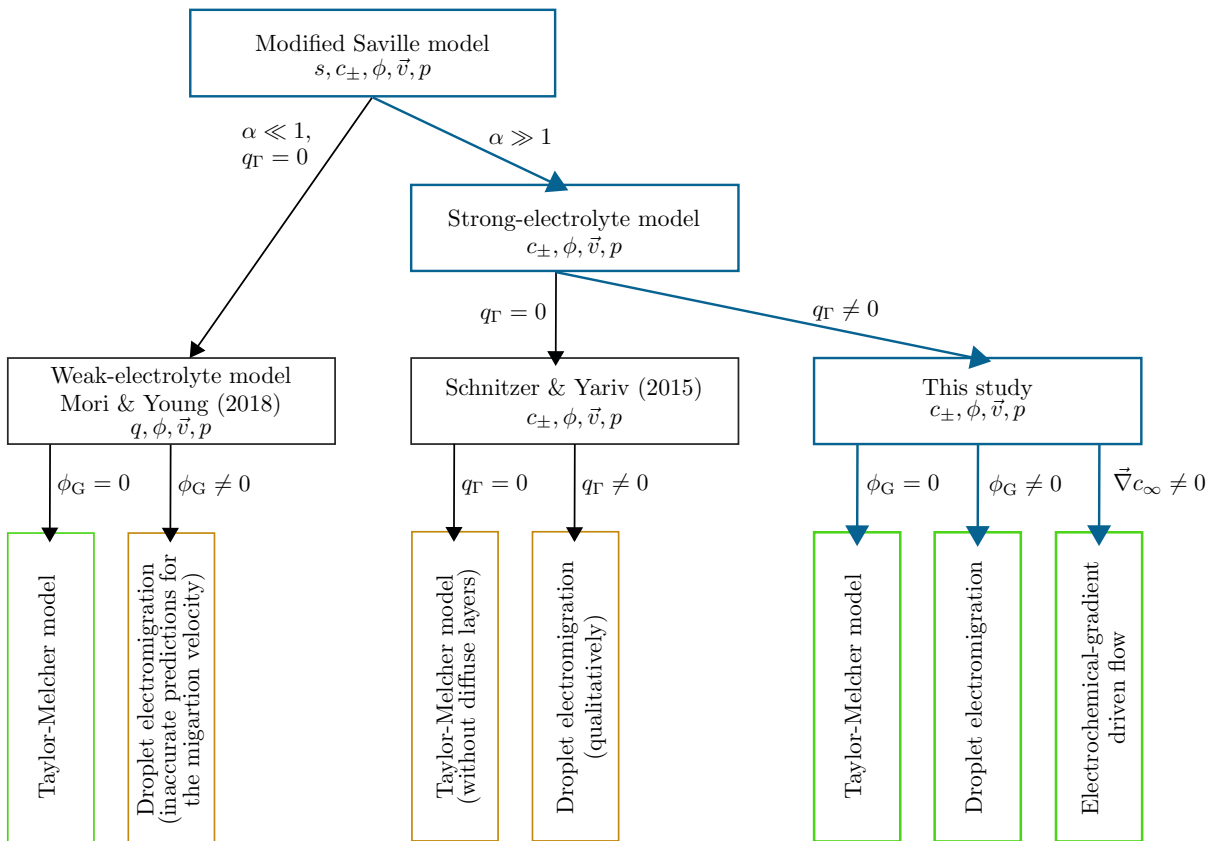 Modified Saville model
s, c±, ϕ, v⃗, p
α ≪ 1,
qΓ = 0
α ≫ 1
Strong-electrolyte model
c±, ϕ, v⃗, p
qΓ = 0
qΓ ≠ 0
Weak-electrolyte model
Mori & Young (2018)
q, ϕ, v⃗, p
Schnitzer & Yariv (2015)
c±, ϕ, v⃗, p
This study
c±, ϕ, v⃗, p
ϕG = 0
ϕG ≠ 0
qΓ = 0
qΓ ≠ 0
ϕG = 0
ϕG ≠ 0
∇⃗c∞ ≠ 0
Taylor-Melcher model
Droplet electromigration
(inaccurate predictions for
the migartion velocity)
Taylor-Melcher model
(without diffuse layers)
Droplet electromigration
(qualitatively)
Taylor-Melcher model
Droplet electromigration
Electrochemical-gradient
driven flow